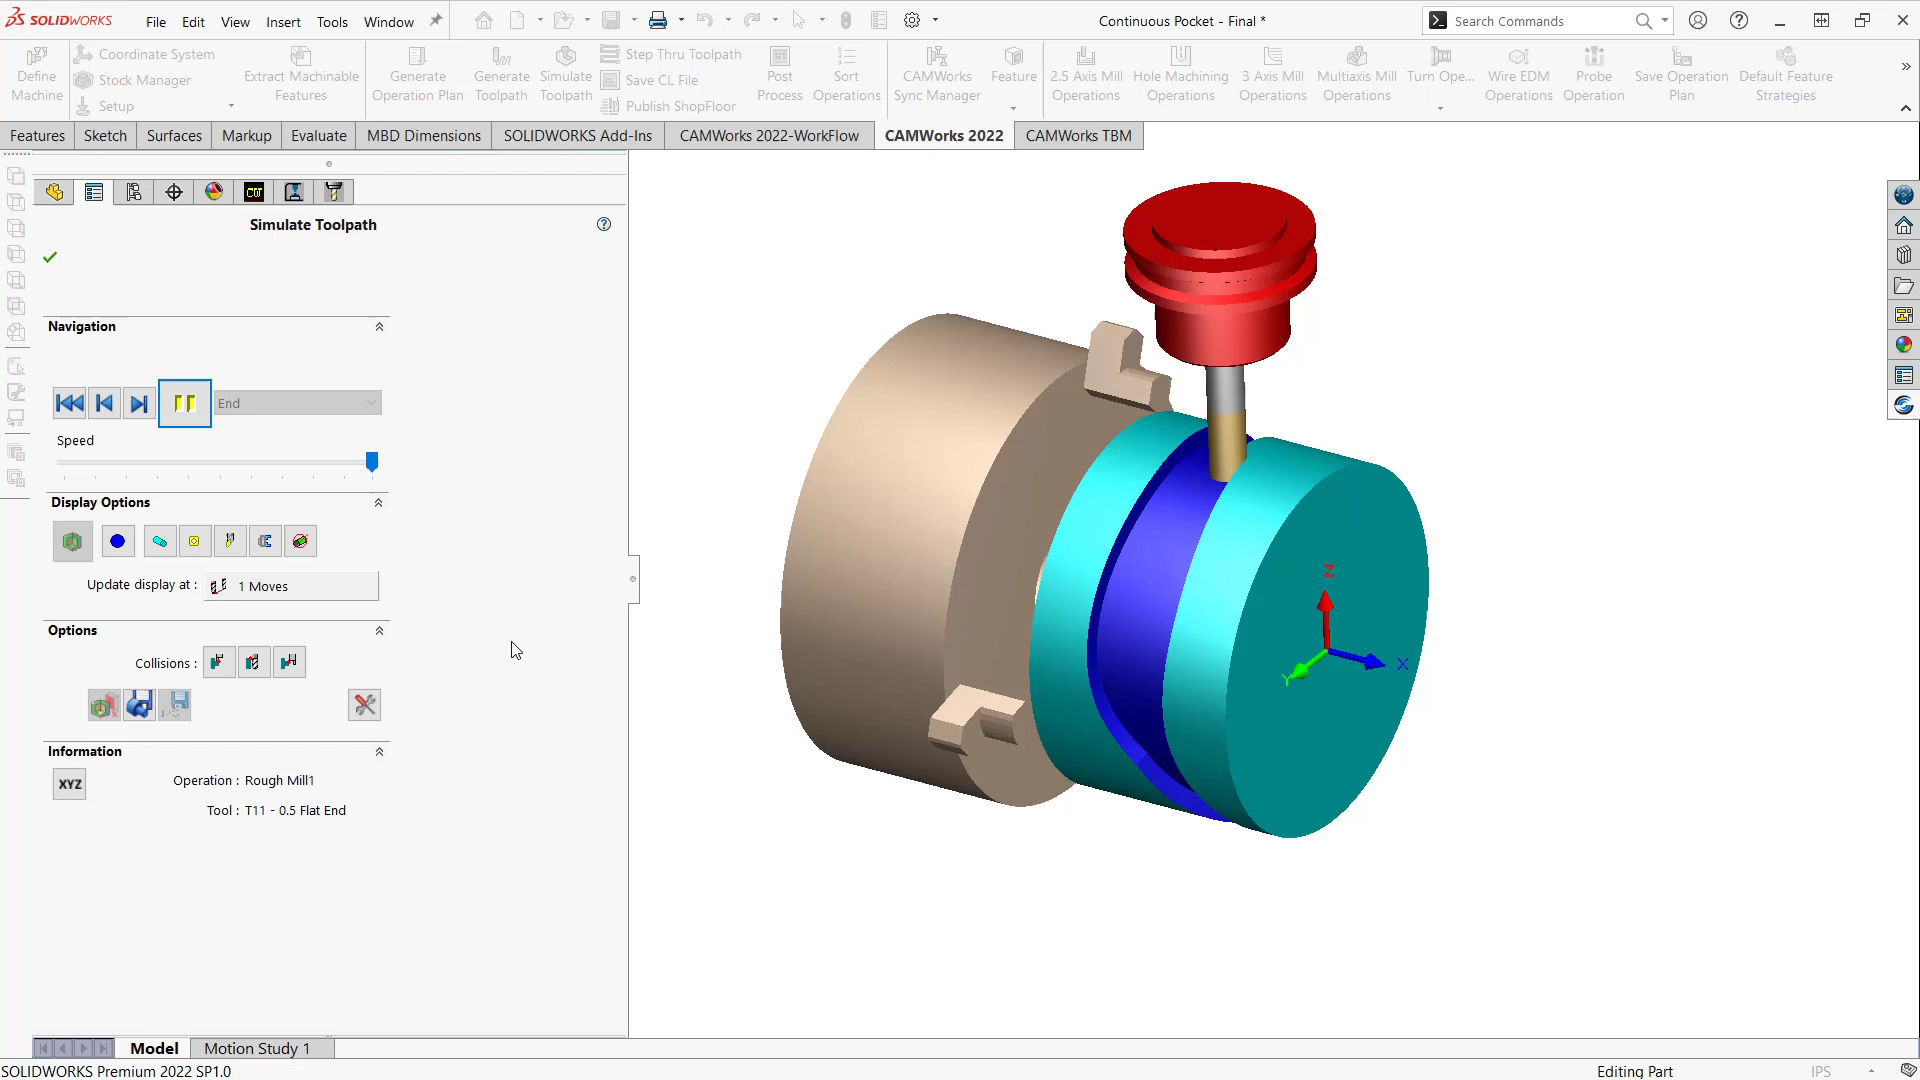 SOLIDWORKS File Edit View Insert Tools Window Continuous Pocket - Final * Search Commands
Define Machine
Coordinate System
Stock Manager
Setup
Extract Machinable Features
Generate Operation Plan
Generate Toolpath
Simulate Toolpath
Step Thru Toolpath
Save CL File
Publish ShopFloor
Post Process
Sort Operations
CAMWorks Sync Manager
Feature
2.5 Axis Mill Operations
Hole Machining Operations
3 Axis Mill Operations
Multiaxis Mill Operations
Turn Ope...
Wire EDM Operations
Probe Operation
Save Operation Plan
Default Feature Strategies
Features Sketch Surfaces Markup Evaluate MBD Dimensions SOLIDWORKS Add-Ins CAMWorks 2022-WorkFlow CAMWorks 2022 CAMWorks TBM
CW
Simulate Toolpath
Navigation
End
Speed
Display Options
Update display at : 1 Moves
Options
Collisions :
Information
XYZ
Operation : Rough Mill1
Tool : T11 - 0.5 Flat End
Z
X
Y
Model Motion Study 1
SOLIDWORKS Premium 2022 SP1.0 Editing Part IPS